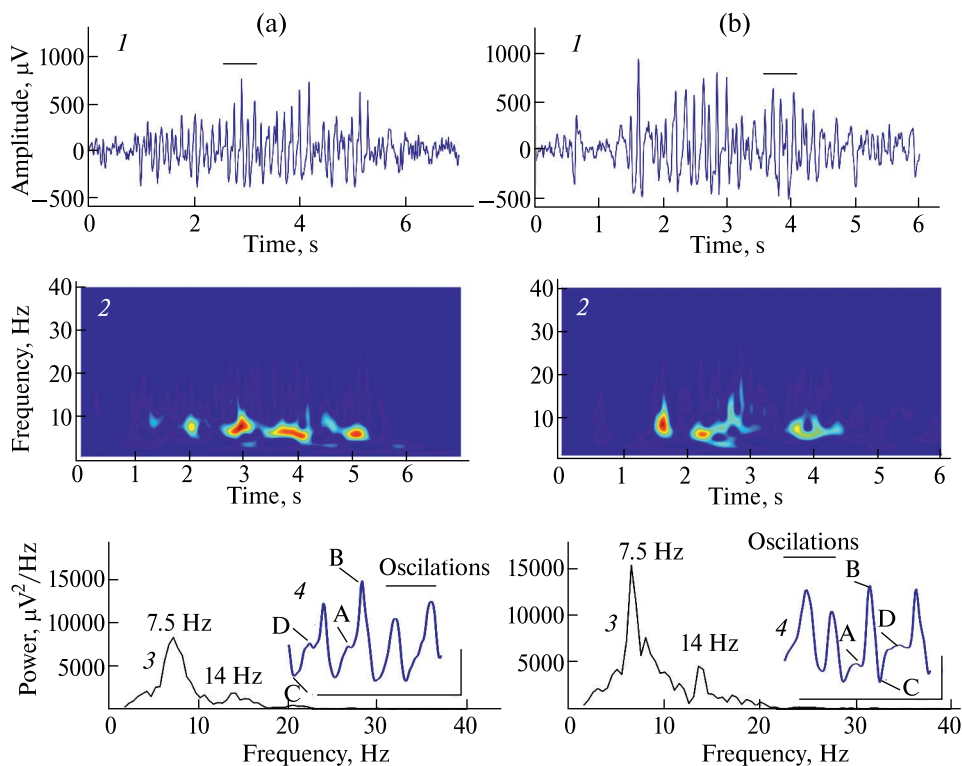 (a)
(b)
1
Amplitude, μV
1000
500
0
−500
0
2
4
6
Time, s
1
1000
500
0
−500
0
1
2
3
4
5
6
Time, s
2
Frequency, Hz
40
30
20
10
0
1
2
3
4
5
6
7
Time, s
2
40
30
20
10
0
1
2
3
4
5
6
Time, s
Power, μV²/Hz
15000
10000
5000
7.5 Hz
3
14 Hz
4
B
Oscilations
D
A
C
0
10
20
30
40
Frequency, Hz
15000
10000
5000
7.5 Hz
3
14 Hz
Oscilations
4
B
A
D
C
0
10
20
30
40
Frequency, Hz